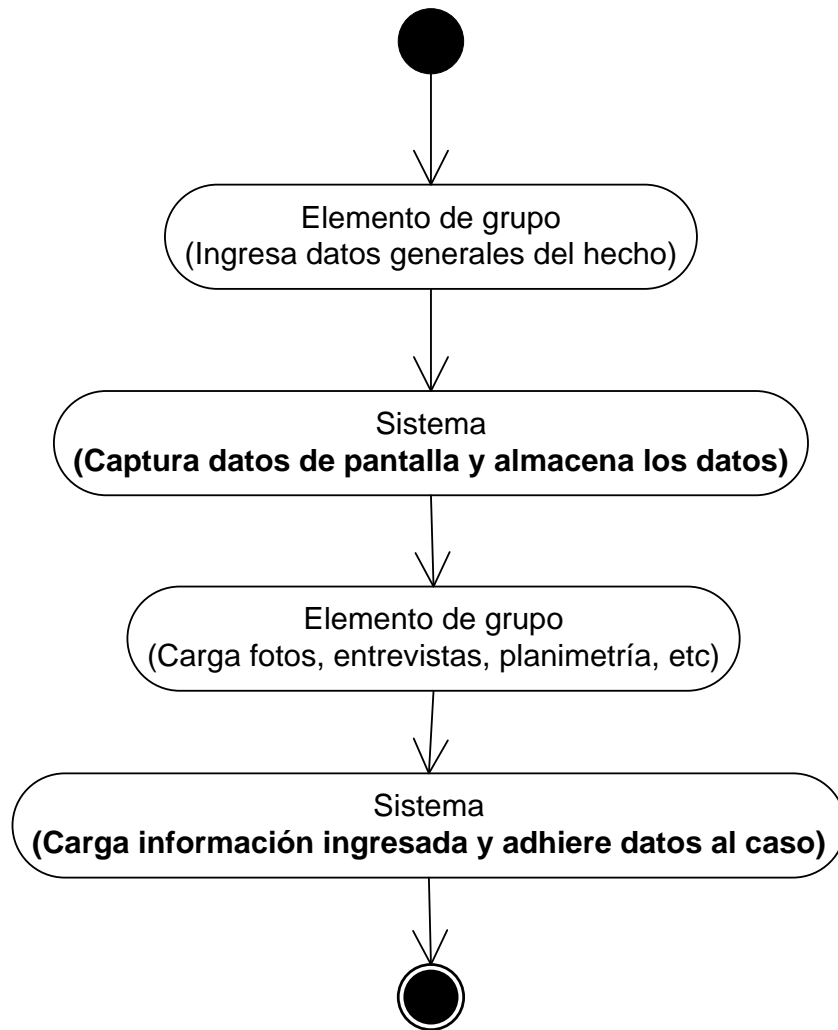 Elemento de grupo
(Ingresa datos generales del hecho)
Sistema
(Captura datos de pantalla y almacena los datos)
Elemento de grupo
(Carga fotos, entrevistas, planimetría, etc)
Sistema
(Carga información ingresada y adhiere datos al caso)